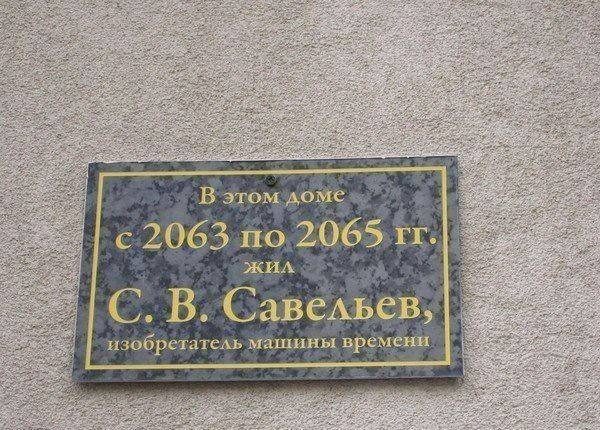 В этом доме
с 2063 по 2065 гг.
жил
С. В. Савельев,
изобретатель машины времени